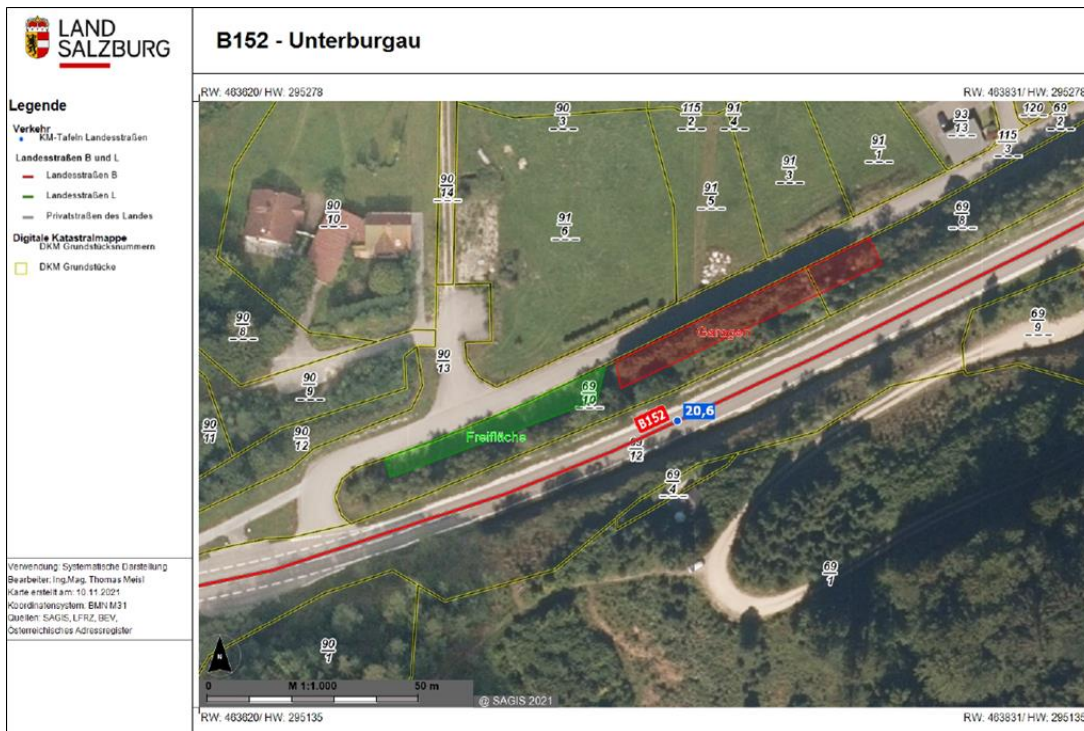 LAND
SALZBURG
B152 - Unterburgau
RW: 463620/ HW: 295278
RW: 463831/ HW: 295278
Legende
Verkehr
KM-Tafeln Landesstraßen
Landesstraßen B und L
Landesstraßen B
Landesstraßen L
Privatstraßen des Landes
Digitale Katastralmappe
DKM Grundstücksnummern
DKM Grundstücke
90
3
115
2
91
4
93
13
120
69
2
115
3
91
1
91
3
90
14
91
5
90
10
91
6
69
8
90
8
Garagen
69
9
90
13
90
9
69
10
B152
20,6
90
11
90
12
Freifläche
12
69
4
69
1
90
1
Verwendung: Systematische Darstellung
Bearbeiter: Ing.Mag. Thomas Meisl
Karte erstellt am: 10.11.2021
Koordinatensystem: BMN M31
Quellen: SAGIS, LFRZ, BEV,
Österreichisches Adressregister
N
0 M 1:1.000 50 m
@ SAGIS 2021
RW: 463620/ HW: 295135
RW: 463831/ HW: 295135